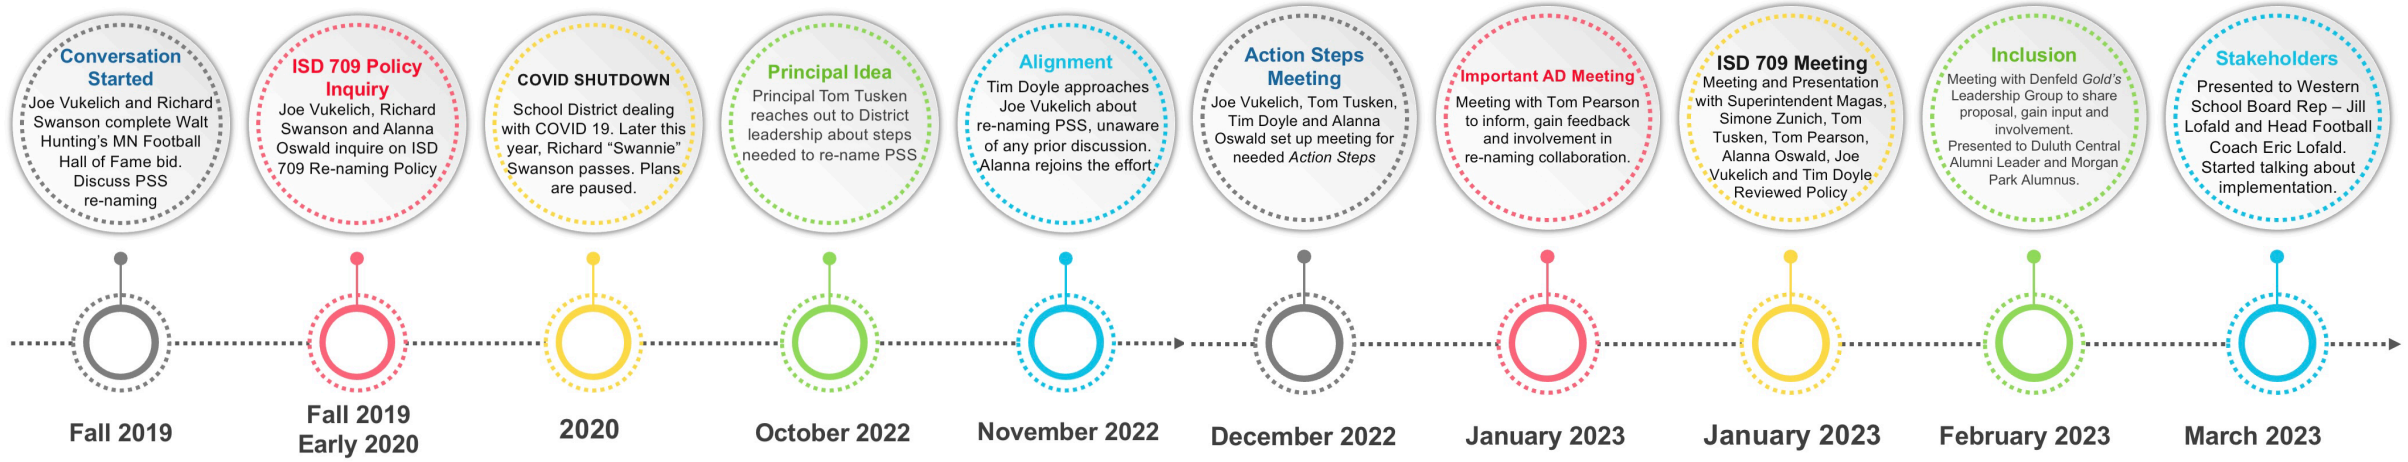 Conversation
Started
Joe Vukelich and Richard
Swanson complete Walt
Hunting's MN Football
Hall of Fame bid.
Discuss PSS
re-naming
Fall 2019
ISD 709 Policy
Inquiry
Joe Vukelich, Richard
Swanson and Alanna
Oswald inquire on ISD
709 Re-naming Policy
Fall 2019
Early 2020
COVID SHUTDOWN
School District dealing
with COVID 19. Later this
year, Richard “Swannie”
Swanson passes. Plans
are paused.
2020
Principal Idea
Principal Tom Tusken
reaches out to District
leadership about steps
needed to re-name PSS
October 2022
Alignment
Tim Doyle approaches
Joe Vukelich about
re-naming PSS, unaware
of any prior discussion.
Alanna rejoins the effort.
November 2022
Action Steps
Meeting
Joe Vukelich, Tom Tusken,
Tim Doyle and Alanna
Oswald set up meeting for
needed Action Steps
December 2022
Important AD Meeting
Meeting with Tom Pearson
to inform, gain feedback
and involvement in
re-naming collaboration.
January 2023
ISD 709 Meeting
Meeting and Presentation
with Superintendent Magas,
Simone Zunich, Tom
Tusken, Tom Pearson,
Alanna Oswald, Joe
Vukelich and Tim Doyle
Reviewed Policy
January 2023
Inclusion
Meeting with Denfeld Gold's
Leadership Group to share
proposal, gain input and
involvement.
Presented to Duluth Central
Alumni Leader and Morgan
Park Alumnus.
February 2023
Stakeholders
Presented to Western
School Board Rep – Jill
Lofald and Head Football
Coach Eric Lofald.
Started talking about
implementation.
March 2023